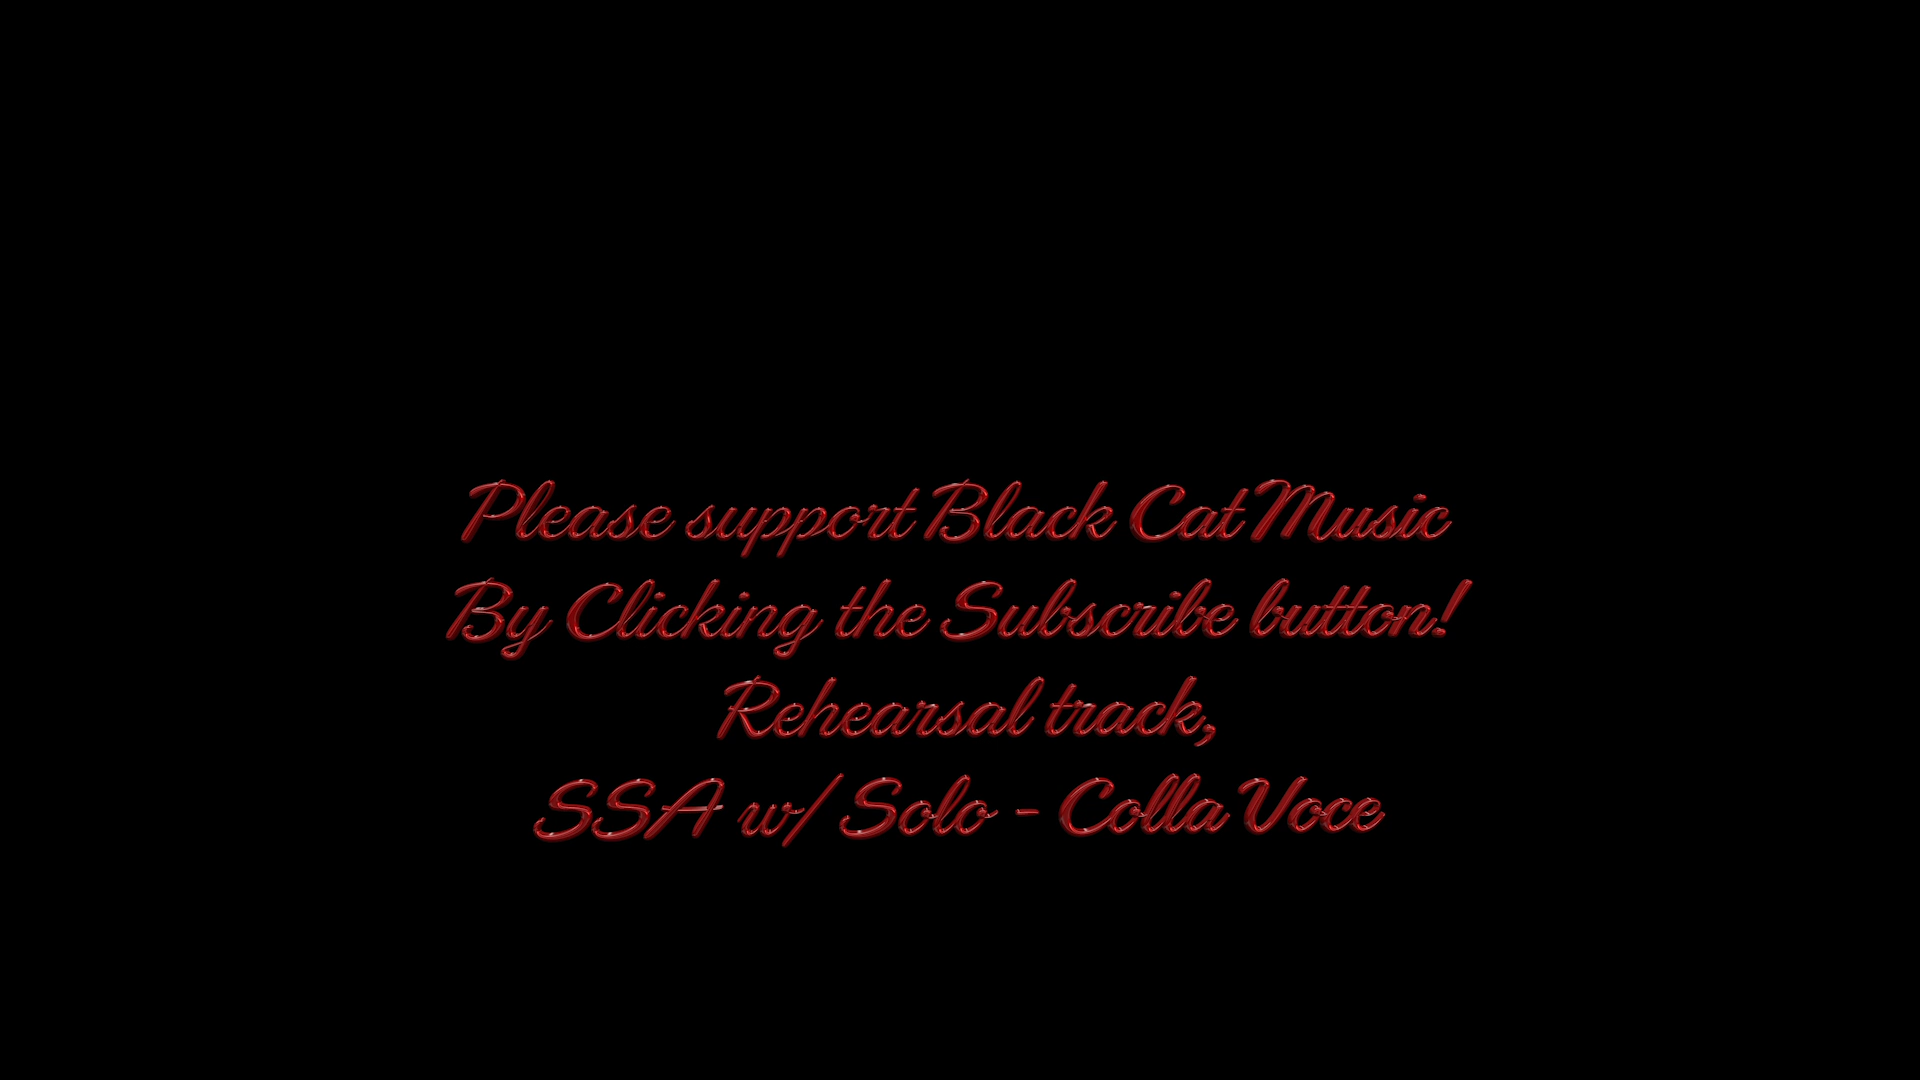 Please support Black Cat Music
By Clicking the Subscribe button!
Rehearsal track,
SSA w/ Solo - Colla Voce